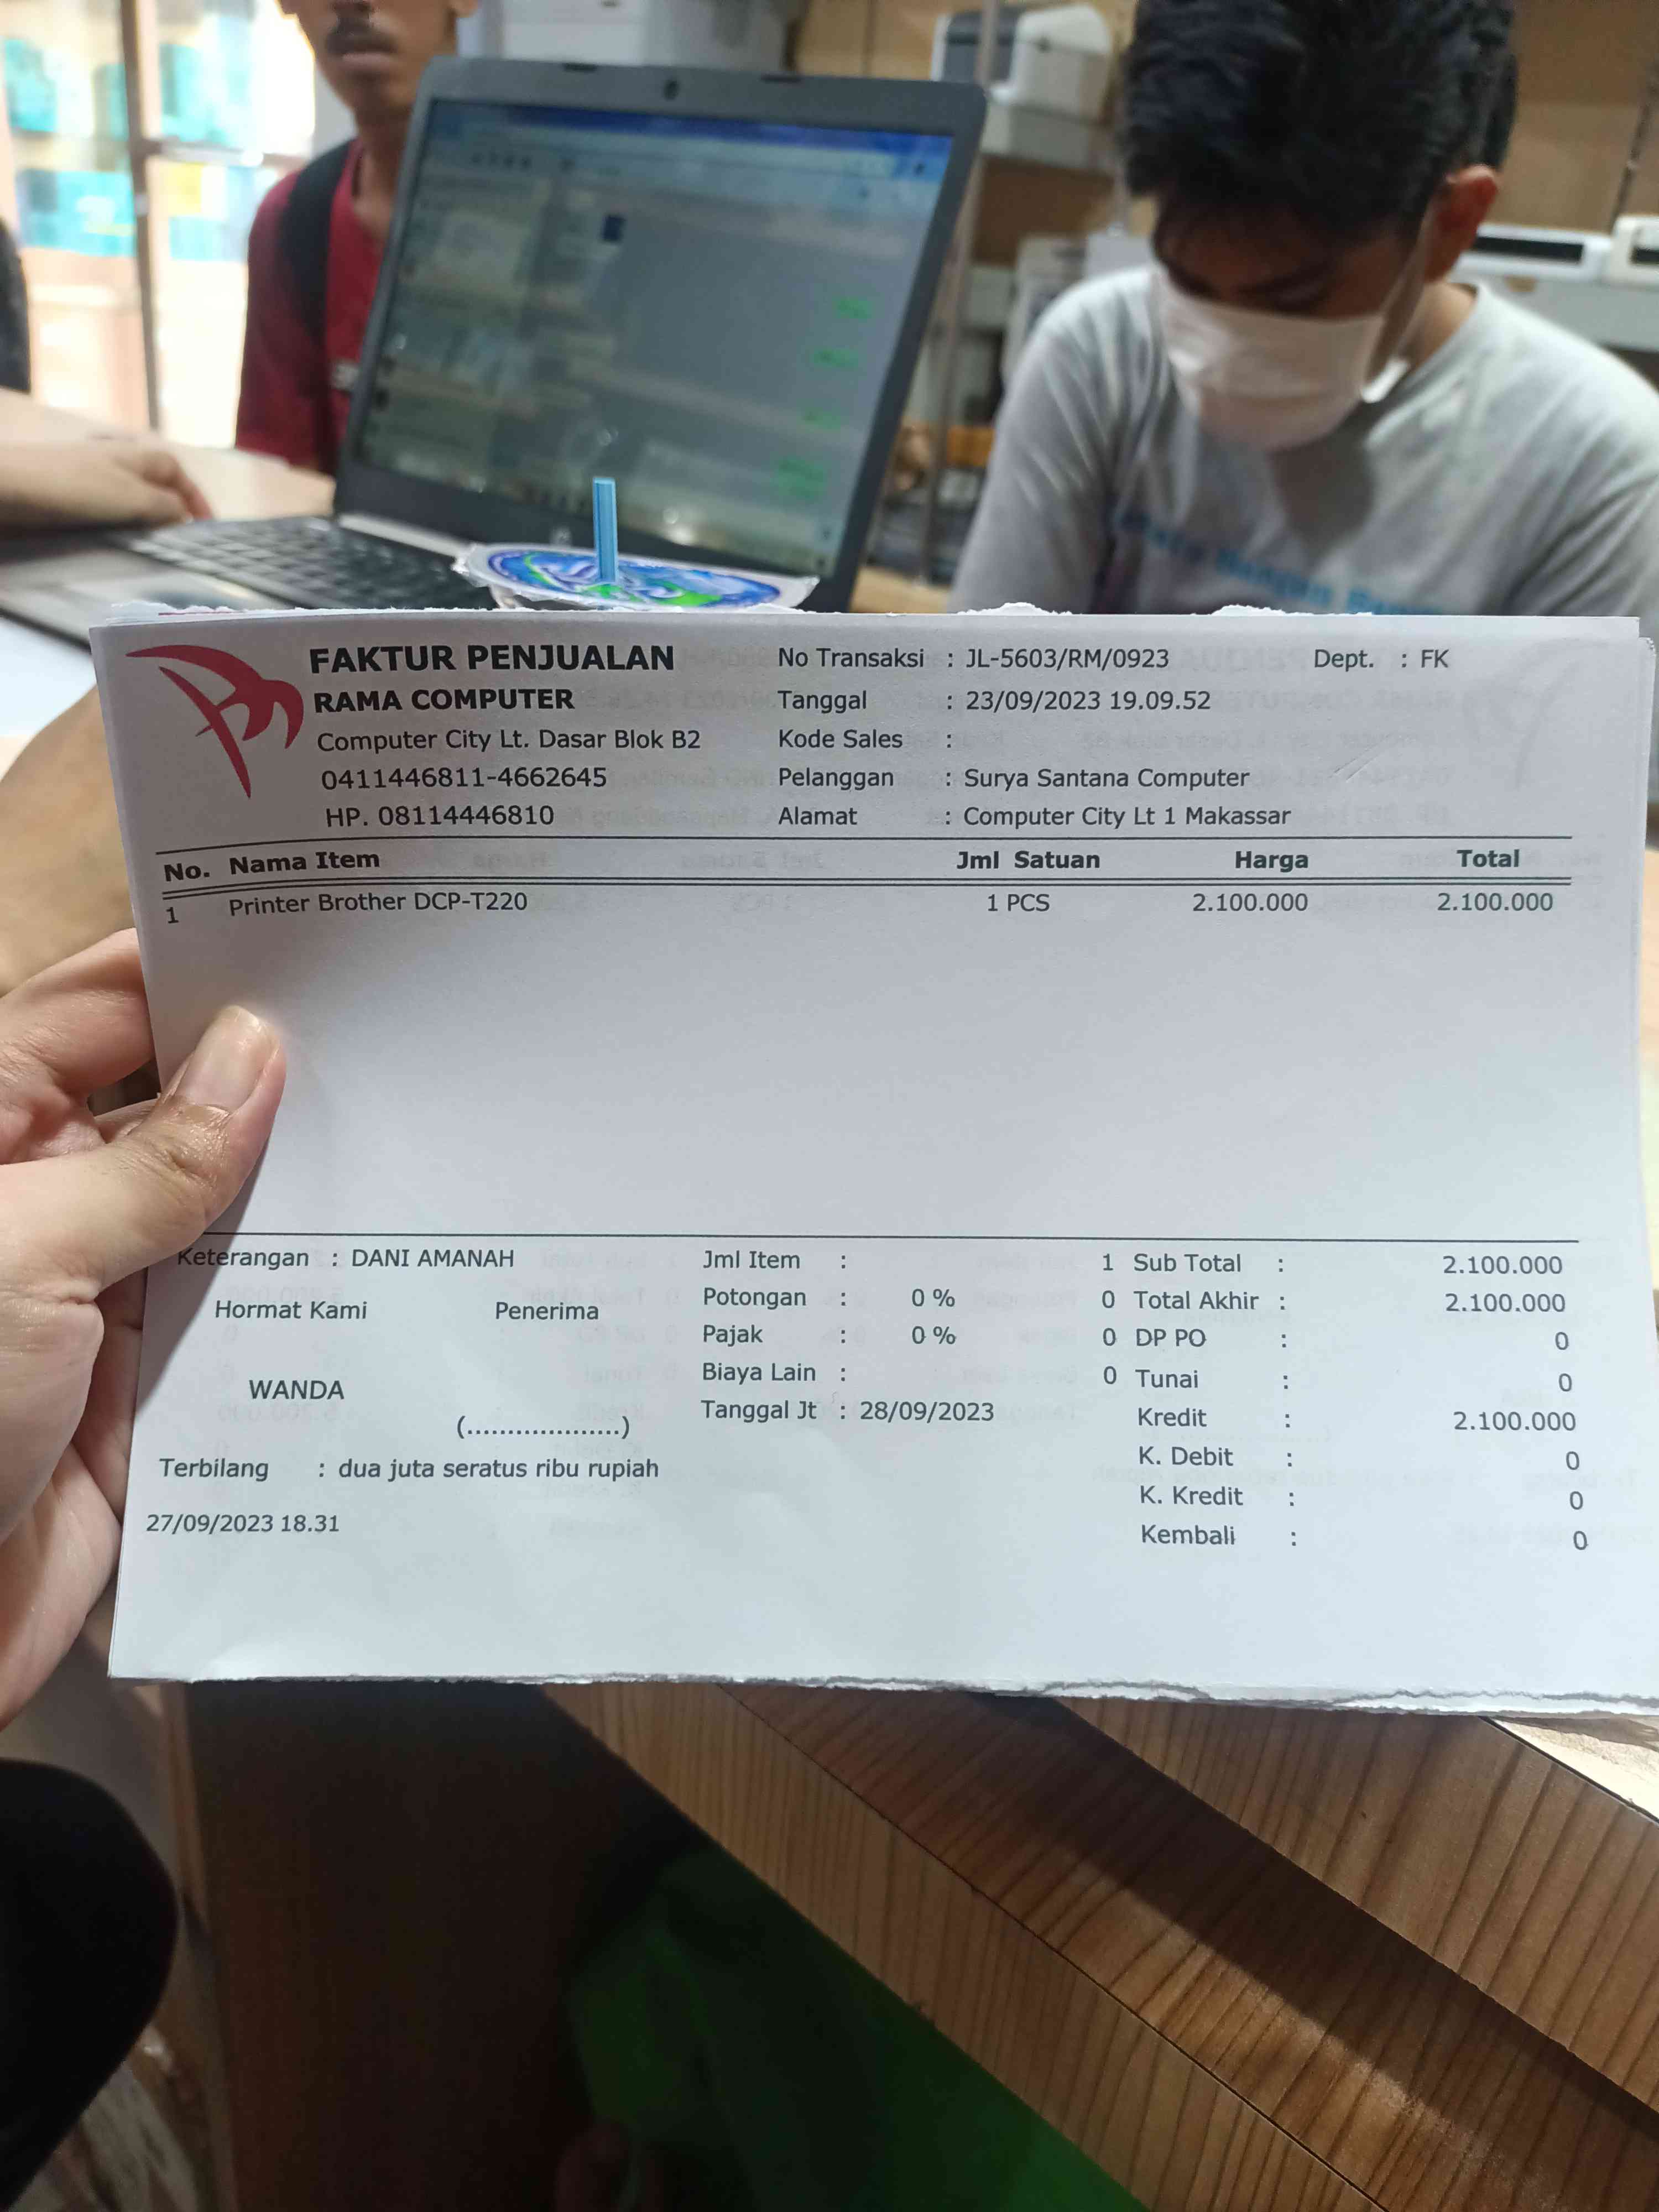 FAKTUR PENJUALAN
RAMA COMPUTER
Computer City Lt. Dasar Blok B2
0411446811-4662645
HP. 08114446810
No Transaksi : JL-5603/RM/0923 Dept. : FK
Tanggal : 23/09/2023 19.09.52
Kode Sales :
Pelanggan : Surya Santana Computer
Alamat : Computer City Lt 1 Makassar
No. Nama Item Jml Satuan Harga Total
1 Printer Brother DCP-T220 1 PCS 2.100.000 2.100.000
Keterangan : DANI AMANAH
Hormat Kami Penerima
WANDA
(...................)
Terbilang : dua juta seratus ribu rupiah
27/09/2023 18.31
Jml Item : 1
Potongan : 0 % 0
Pajak : 0 % 0
Biaya Lain : 0
Tanggal Jt : 28/09/2023
Sub Total : 2.100.000
Total Akhir : 2.100.000
DP PO : 0
Tunai : 0
Kredit : 2.100.000
K. Debit : 0
K. Kredit : 0
Kembali : 0